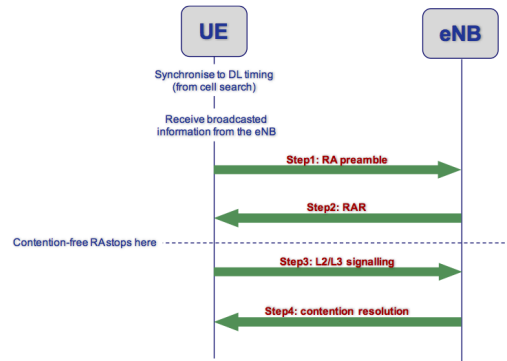 UE
eNB
Synchronise to DL timing
(from cell search)
Receive broadcasted
information from the eNB
Step1: RA preamble
Step2: RAR
Contention-free RAstops here
Step3: L2/L3 signalling
Step4: contention resolution